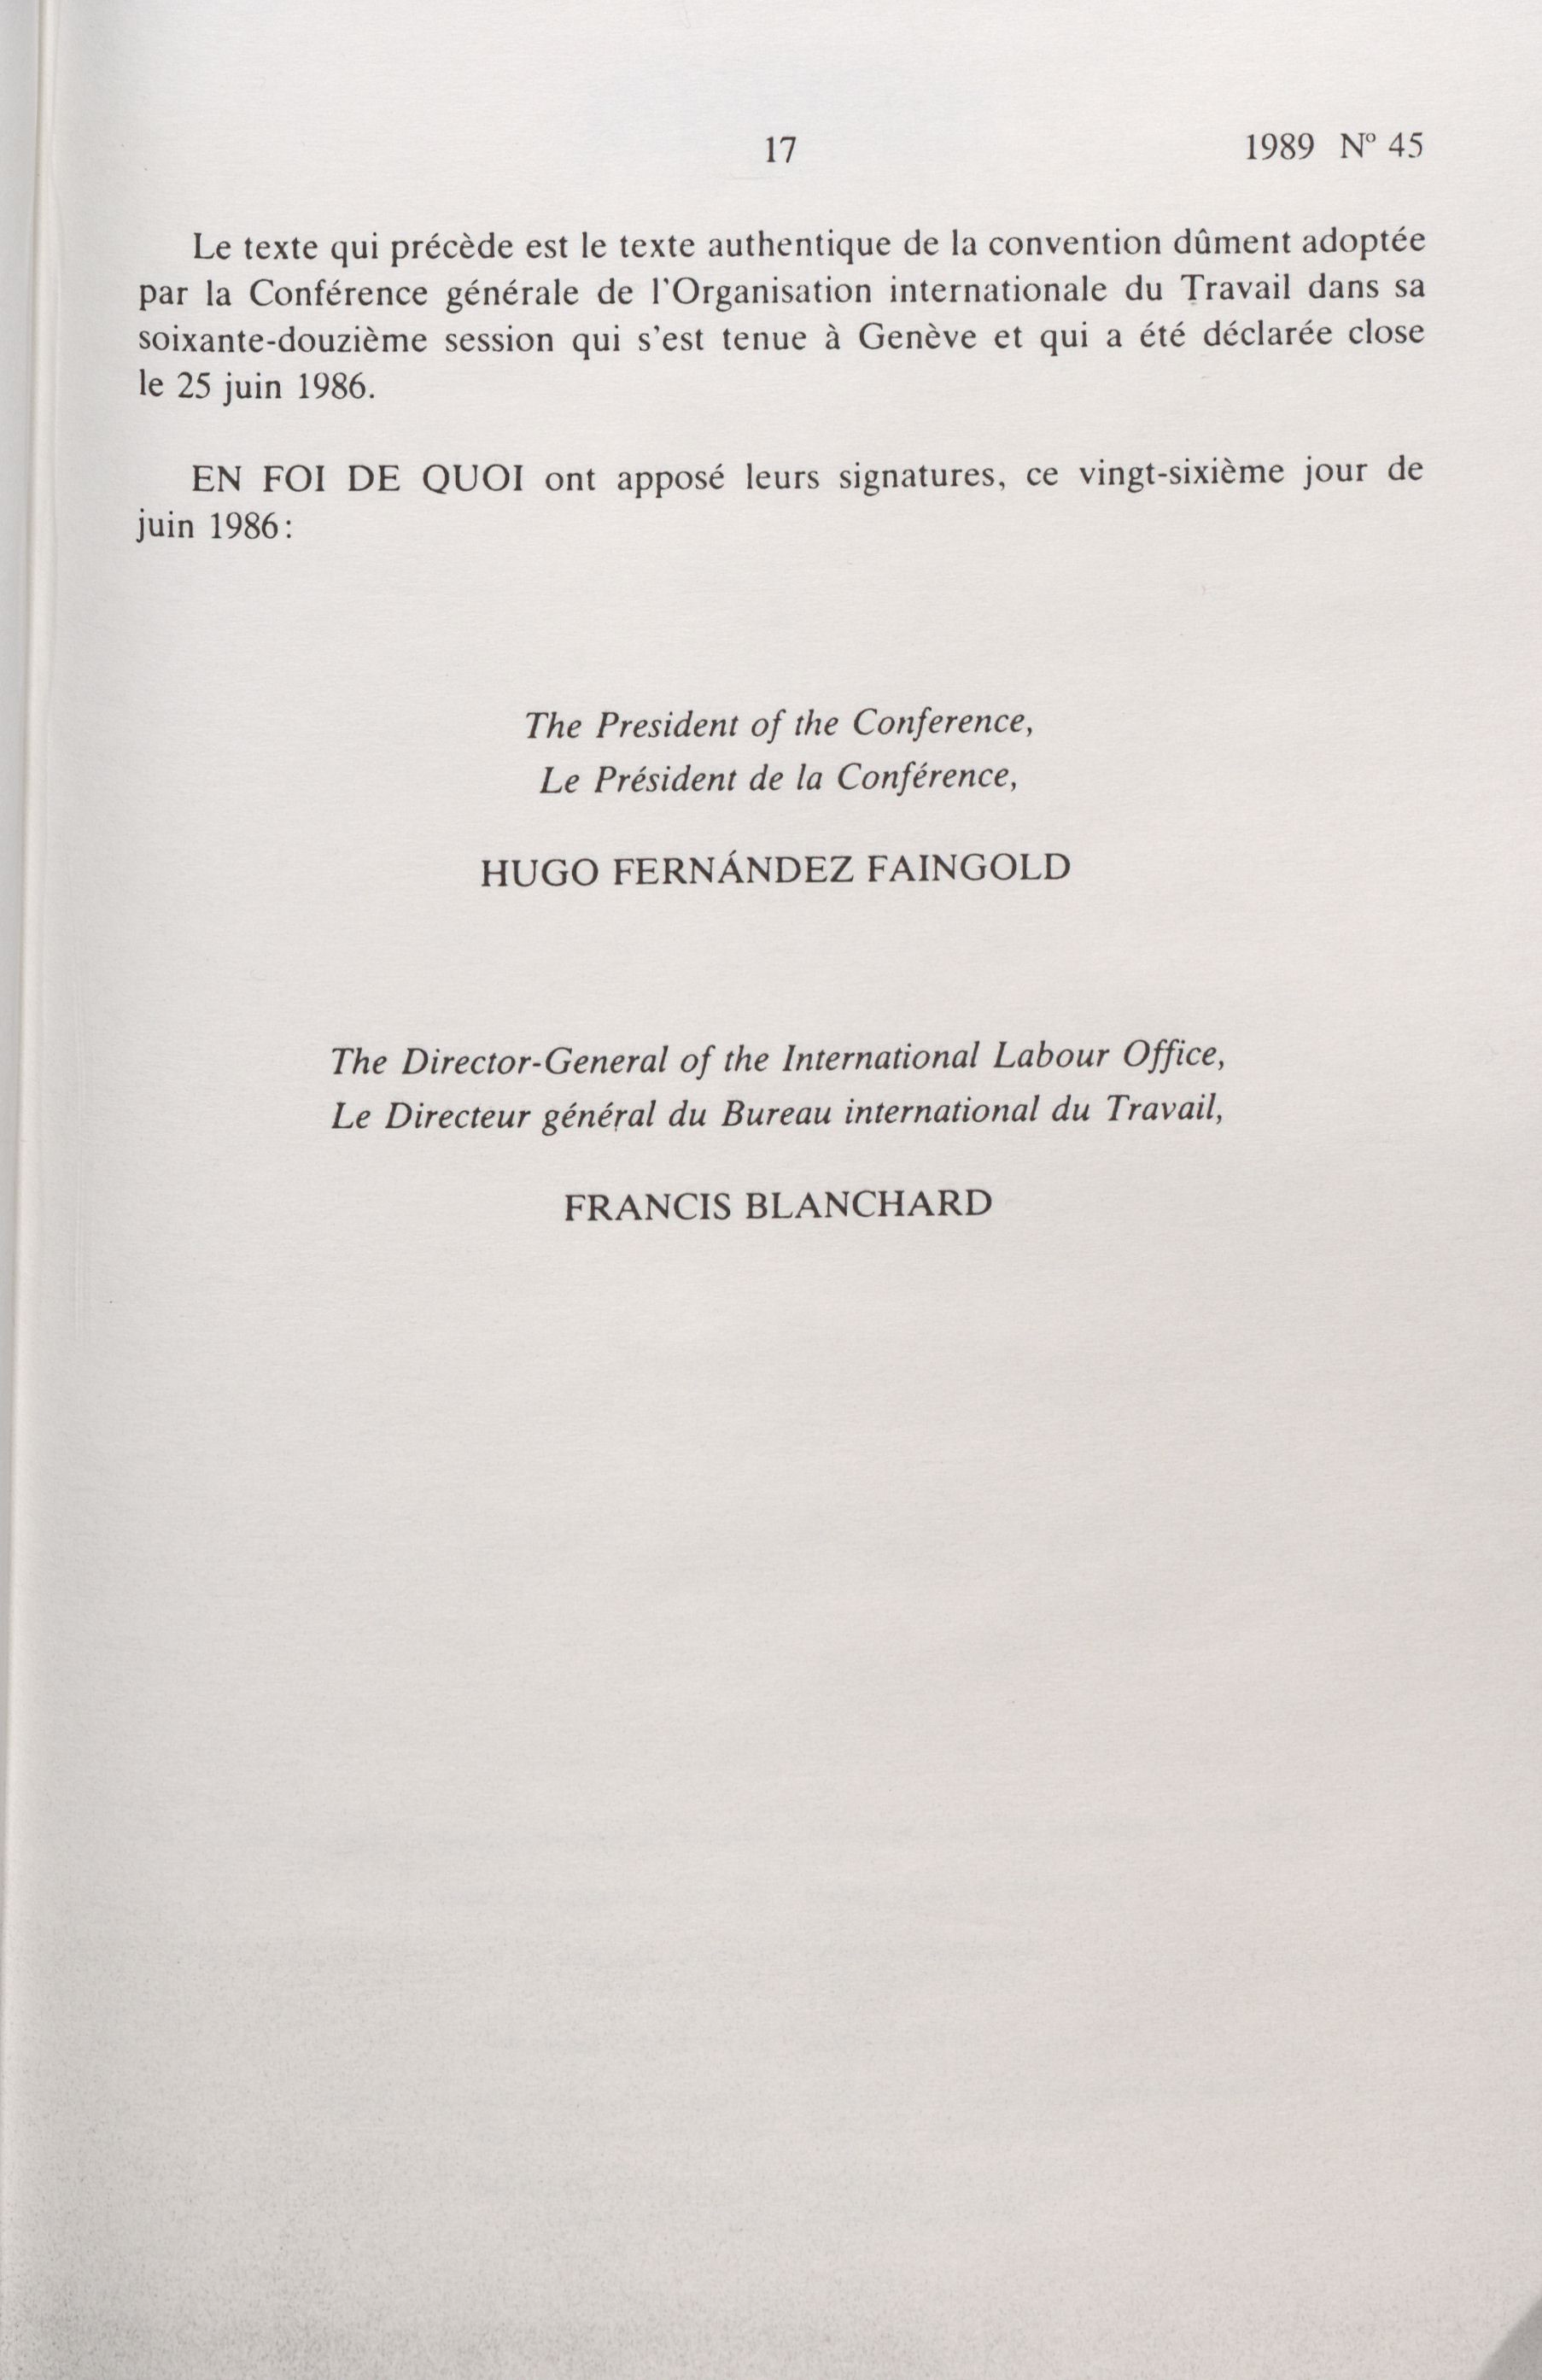 17 1989 Nº 45
Le texte qui précède est le texte authentique de la convention dûment adoptée
par la Conférence générale de l'Organisation internationale du Travail dans sa
soixante-douzième session qui s'est tenue à Genève et qui a été déclarée close
le 25 juin 1986.
EN FOI DE QUOI ont apposé leurs signatures, ce vingt-sixième jour de
juin 1986:
The President of the Conference,
Le Président de la Conférence,
HUGO FERNÁNDEZ FAINGOLD
The Director-General of the International Labour Office,
Le Directeur général du Bureau international du Travail,
FRANCIS BLANCHARD